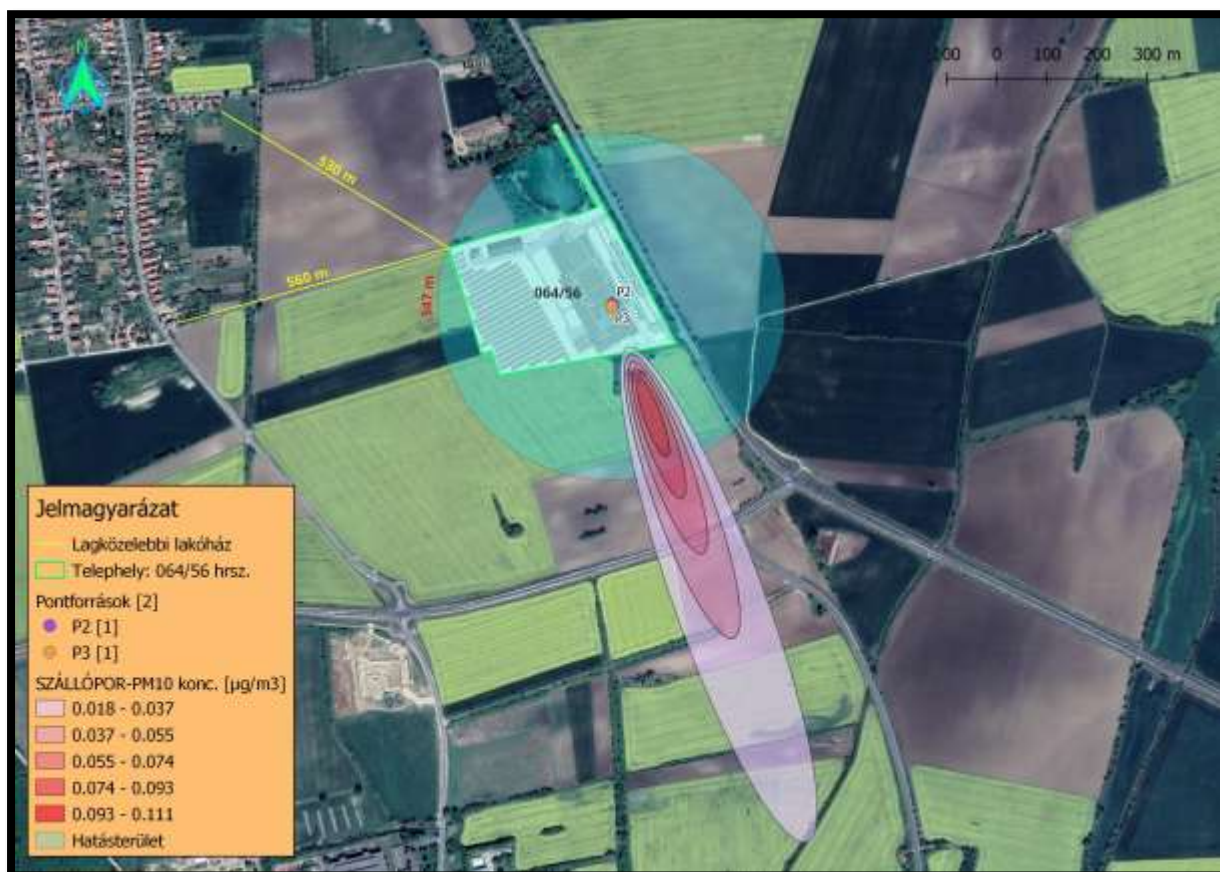 N
100 0 100 200 300 m
530 m
560 m
347 m
064/56
P2
P3
Jelmagyarázat
Lagközelebbi lakóház
Telephely: 064/56 hrsz.
Pontforrások [2]
P2 [1]
P3 [1]
SZÁLLÓPOR-PM10 konc. [µg/m3]
0.018 - 0.037
0.037 - 0.055
0.055 - 0.074
0.074 - 0.093
0.093 - 0.111
Hatásterület